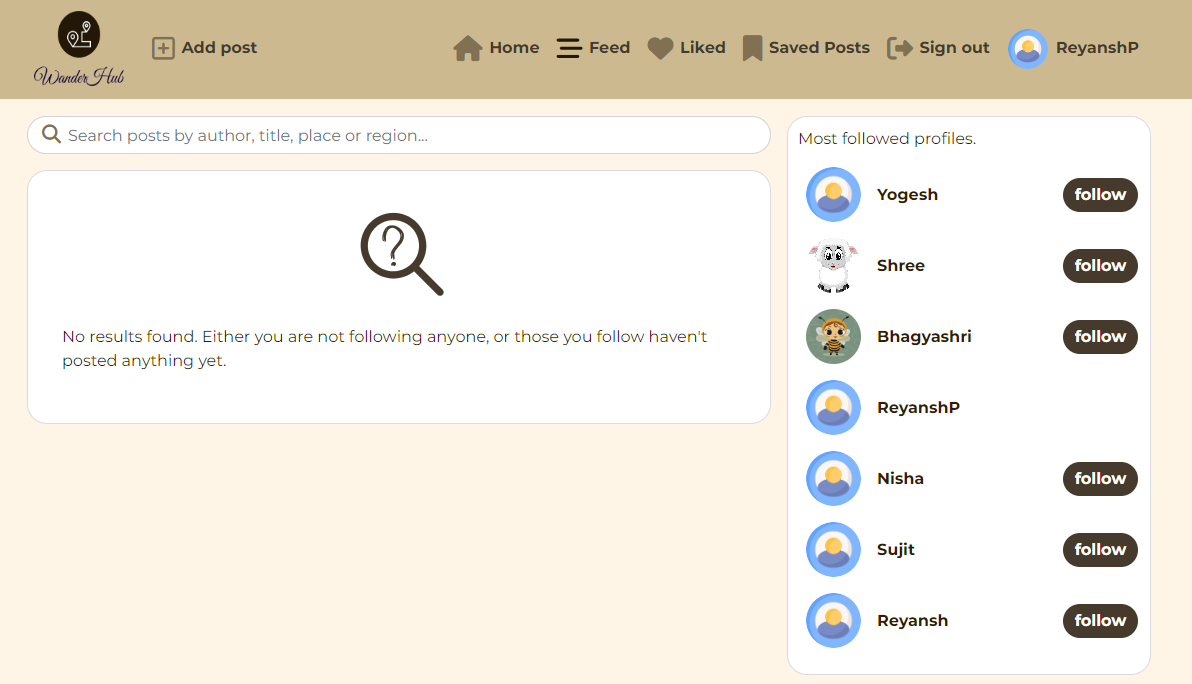 Wander Hub
Add post
Home
Feed
Liked
Saved Posts
Sign out
ReyanshP
Search posts by author, title, place or region...
?
No results found. Either you are not following anyone, or those you follow haven't
posted anything yet.
Most followed profiles.
Yogesh
follow
Shree
follow
Bhagyashri
follow
ReyanshP
Nisha
follow
Sujit
follow
Reyansh
follow